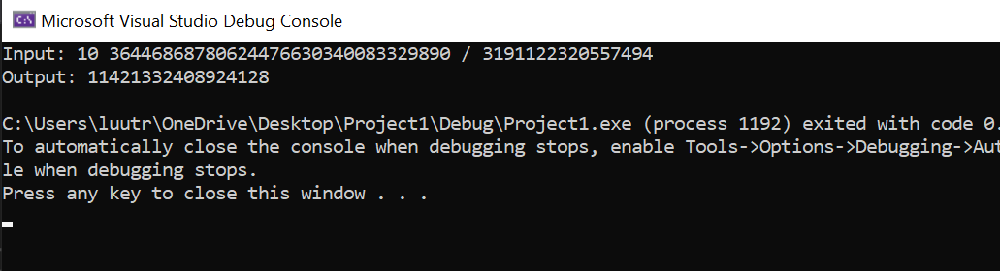 Microsoft Visual Studio Debug Console
Input: 10 36446868780624476630340083329890 / 3191122320557494
Output: 11421332408924128
C:\Users\luutr\OneDrive\Desktop\Project1\Debug\Project1.exe (process 1192) exited with code 0.
To automatically close the console when debugging stops, enable Tools->Options->Debugging->Aut
le when debugging stops.
Press any key to close this window . . .